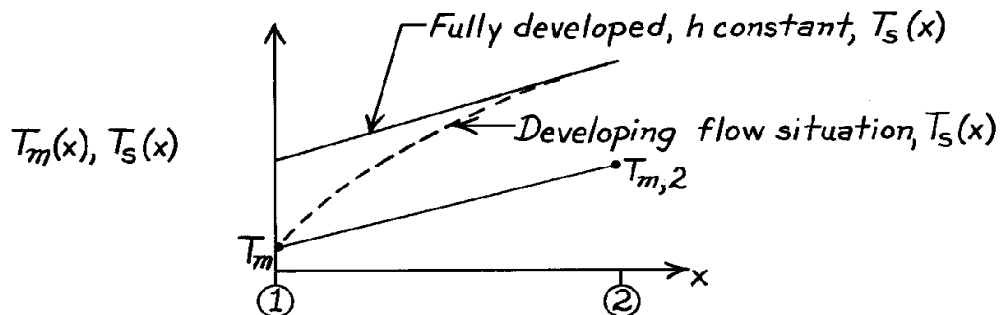 Fully developed, h constant, Ts(x)
Tm(x), Ts(x)
Developing flow situation, Ts(x)
Tm,2
Tm
x
1
2